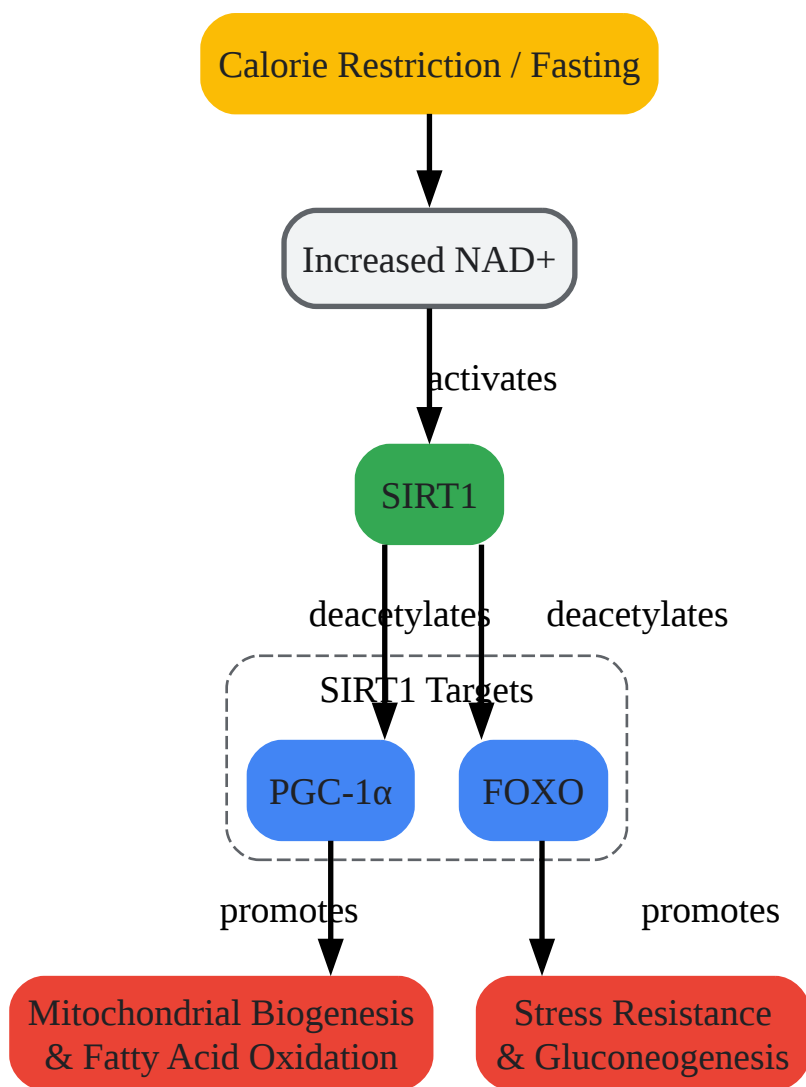 Calorie Restriction / Fasting
Increased NAD+
activates
SIRT1
deacetylates
deacetylates
SIRT1 Targets
PGC-1α
FOXO
promotes
promotes
Mitochondrial Biogenesis
& Fatty Acid Oxidation
Stress Resistance
& Gluconeogenesis